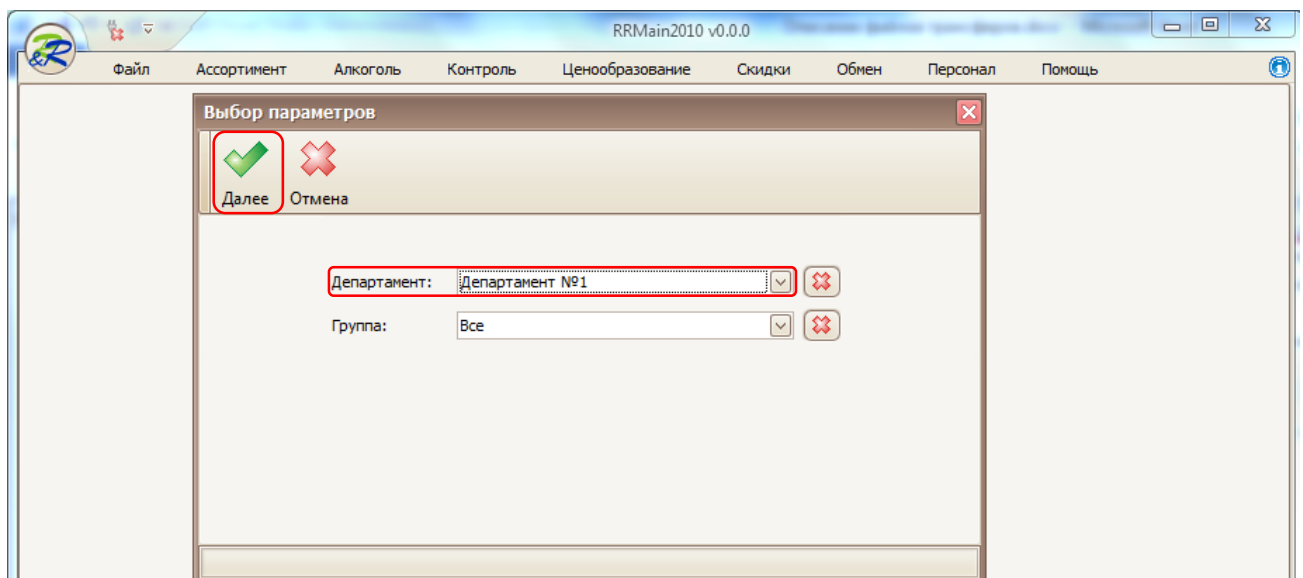 RRMain2010 v0.0.0
&R
Файл Ассортимент Алкоголь Контроль Ценообразование Скидки Обмен Персонал Помощь
Выбор параметров
Далее Отмена
Департамент: Департамент №1
Группа: Все